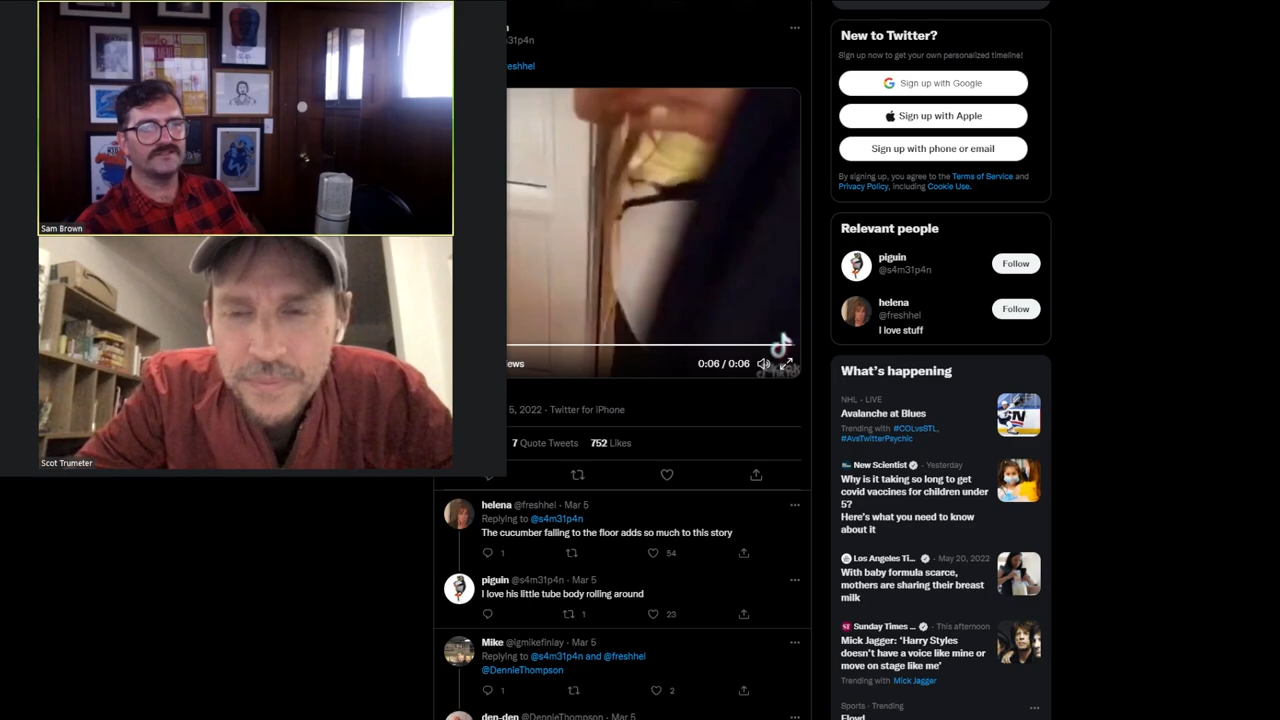 Sam Brown
Scot Trumeter
31p4n
eshhel
iews
0:06 / 0:06
5, 2022 · Twitter for iPhone
7 Quote Tweets 752 Likes
helena @freshhel · Mar 5
Replying to @s4m31p4n
The cucumber falling to the floor adds so much to this story
1 54
piguin @s4m31p4n · Mar 5
I love his little tube body rolling around
1 23
Mike @igmikefinlay · Mar 5
Replying to @s4m31p4n and @freshhel
@DennieThompson
1 2
den-den @DennieThompson · Mar 5
New to Twitter?
Sign up now to get your own personalized timeline!
Sign up with Google
Sign up with Apple
Sign up with phone or email
By signing up, you agree to the Terms of Service and
Privacy Policy, including Cookie Use.
Relevant people
piguin
@s4m31p4n
Follow
helena
@freshhel
Follow
I love stuff
What's happening
NHL · LIVE
Avalanche at Blues
Trending with #COLvsSTL,
#AvsTwitterPsychic
New Scientist · Yesterday
Why is it taking so long to get
covid vaccines for children under
5?
Here's what you need to know
about it
Los Angeles Ti... · May 20, 2022
With baby formula scarce,
mothers are sharing their breast
milk
Sunday Times ... · This afternoon
Mick Jagger: 'Harry Styles
doesn't have a voice like mine or
move on stage like me'
Trending with Mick Jagger
Sports · Trending
Floyd